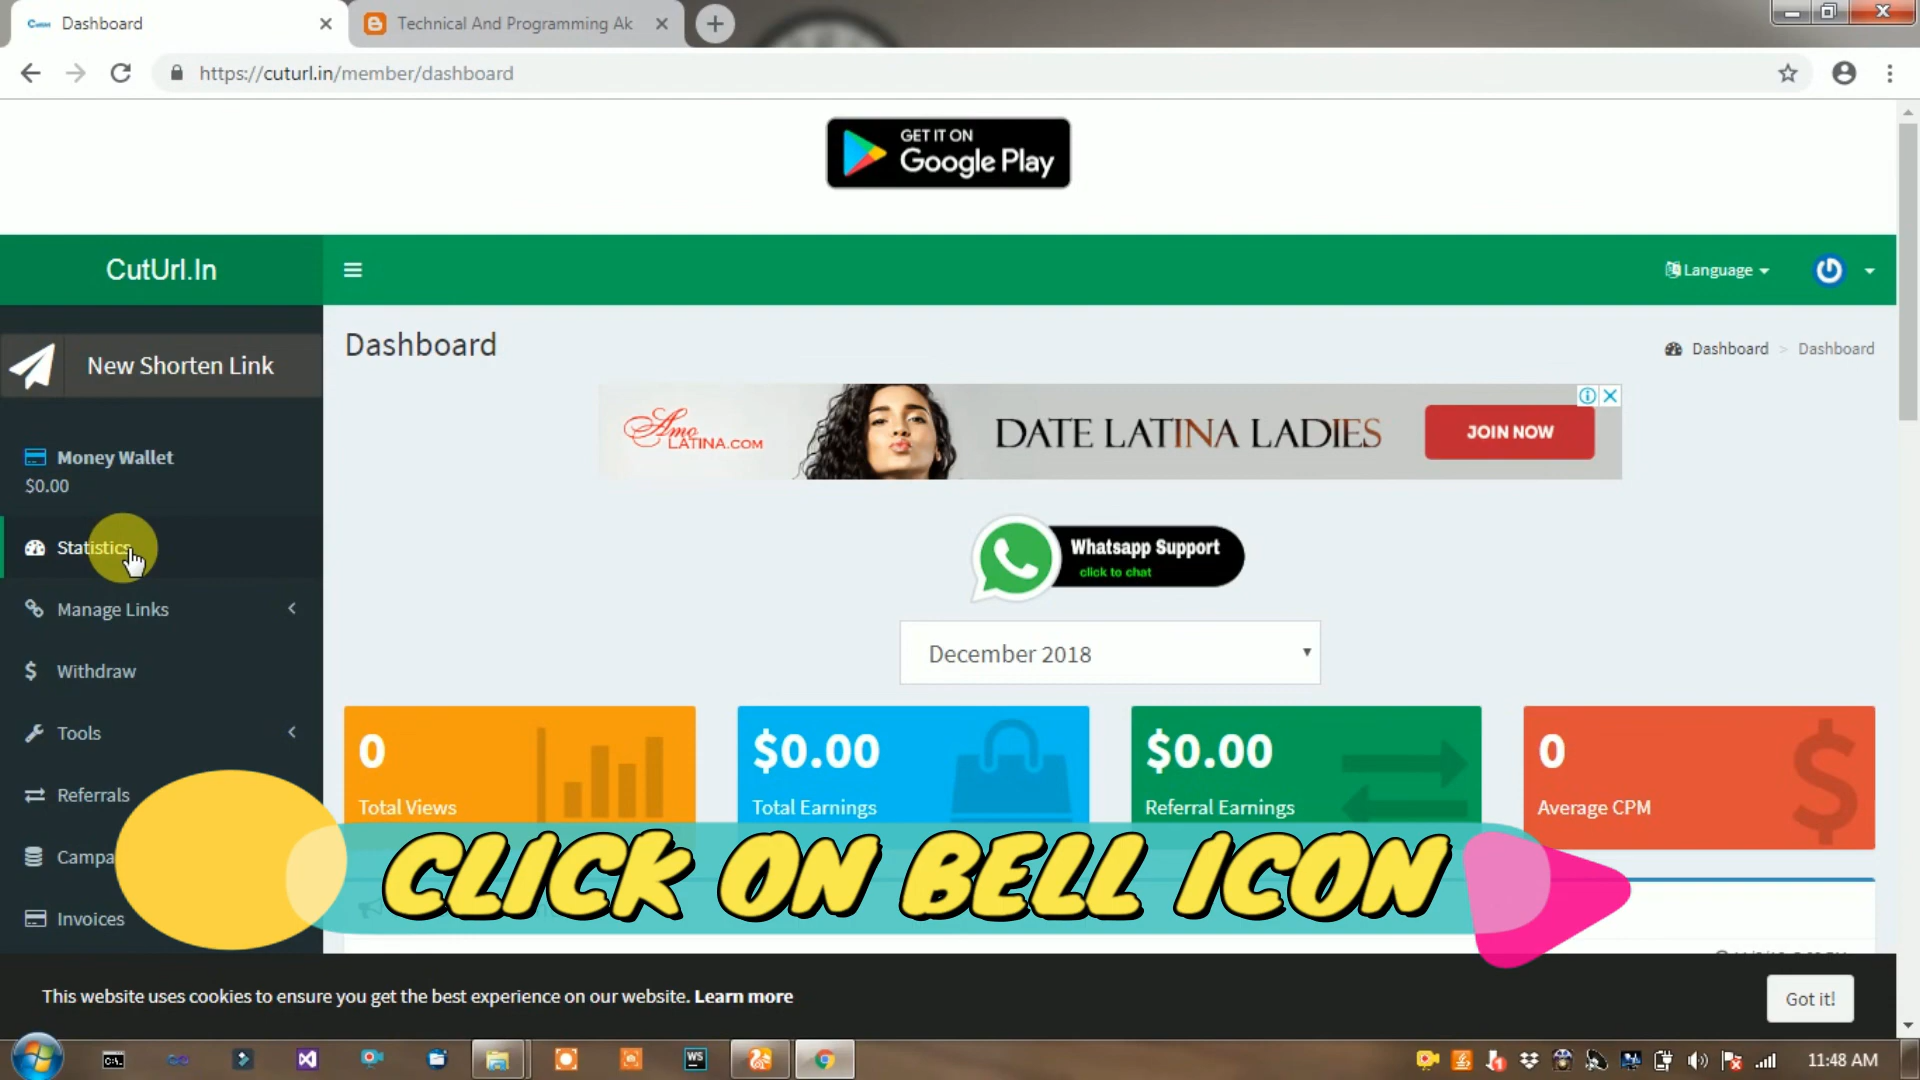 Dashboard
Technical And Programming Ak
https://cuturl.in/member/dashboard
GET IT ON
Google Play
CutUrl.In
Language
New Shorten Link
Dashboard
Dashboard > Dashboard
Amo
LATINA.COM
DATE LATINA LADIES
JOIN NOW
Money Wallet
$0.00
Whatsapp Support
click to chat
Statistics
Manage Links
December 2018
Withdraw
Tools
0
Total Views
$0.00
Total Earnings
$0.00
Referral Earnings
0
Average CPM
Referrals
Campa
CLICK ON BELL ICON
Invoices
This website uses cookies to ensure you get the best experience on our website. Learn more
Got it!
C:\.
WS
11:48 AM